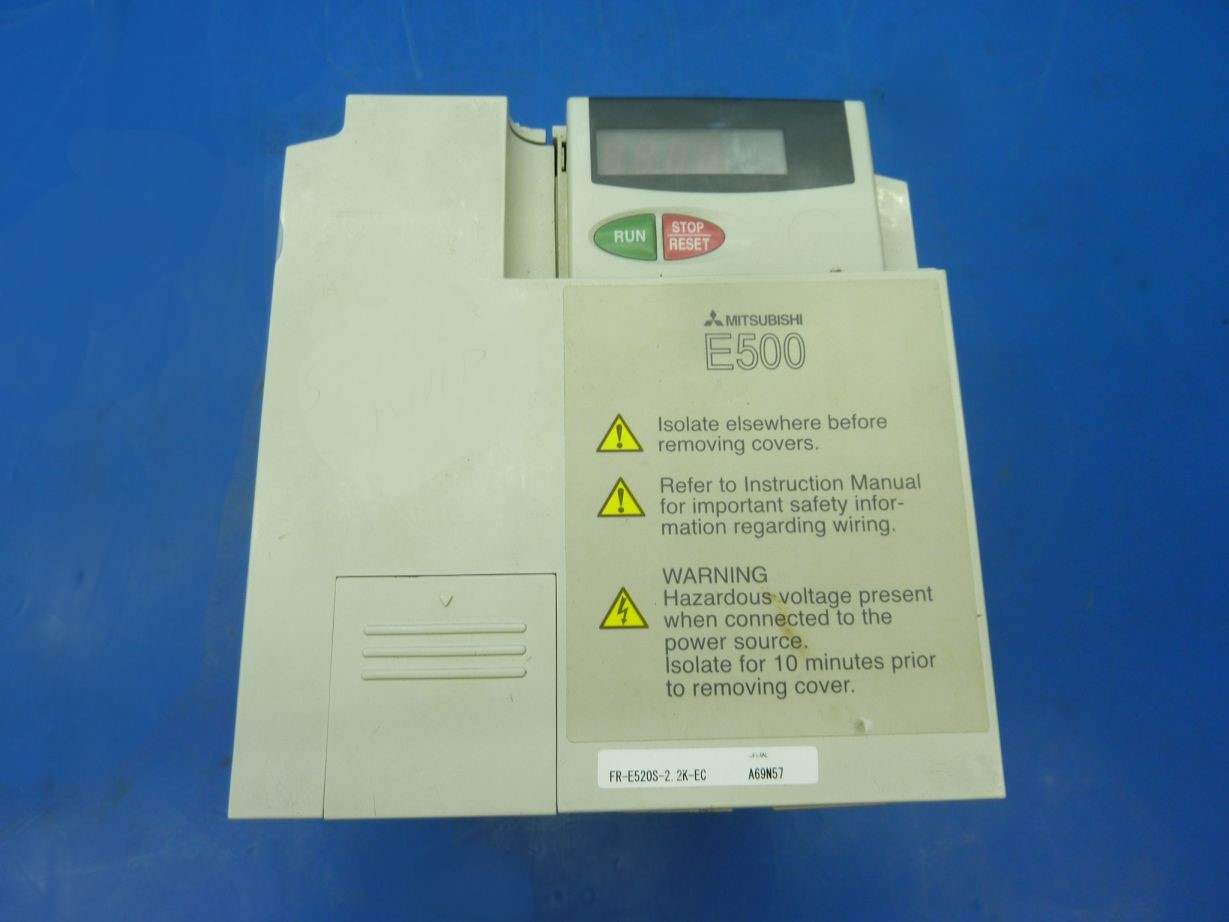 RUN
STOP
RESET
MITSUBISHI
E500
Isolate elsewhere before
removing covers.
Refer to Instruction Manual
for important safety infor-
mation regarding wiring.
WARNING
Hazardous voltage present
when connected to the
power source.
Isolate for 10 minutes prior
to removing cover.
FR-E520S-2.2K-EC A69N57